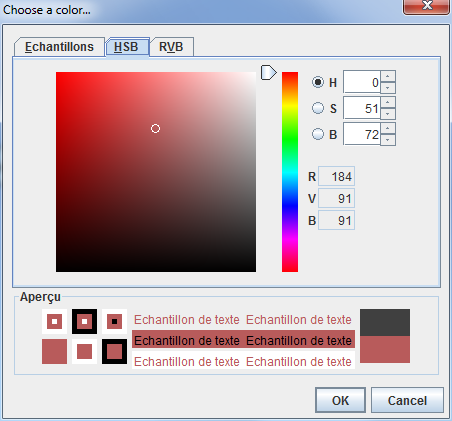 Choose a color...
Echantillons HSB RVB
H 0
S 51
B 72
R 184
V 91
B 91
Aperçu
Echantillon de texte Echantillon de texte
Echantillon de texte Echantillon de texte
Echantillon de texte Echantillon de texte
OK Cancel